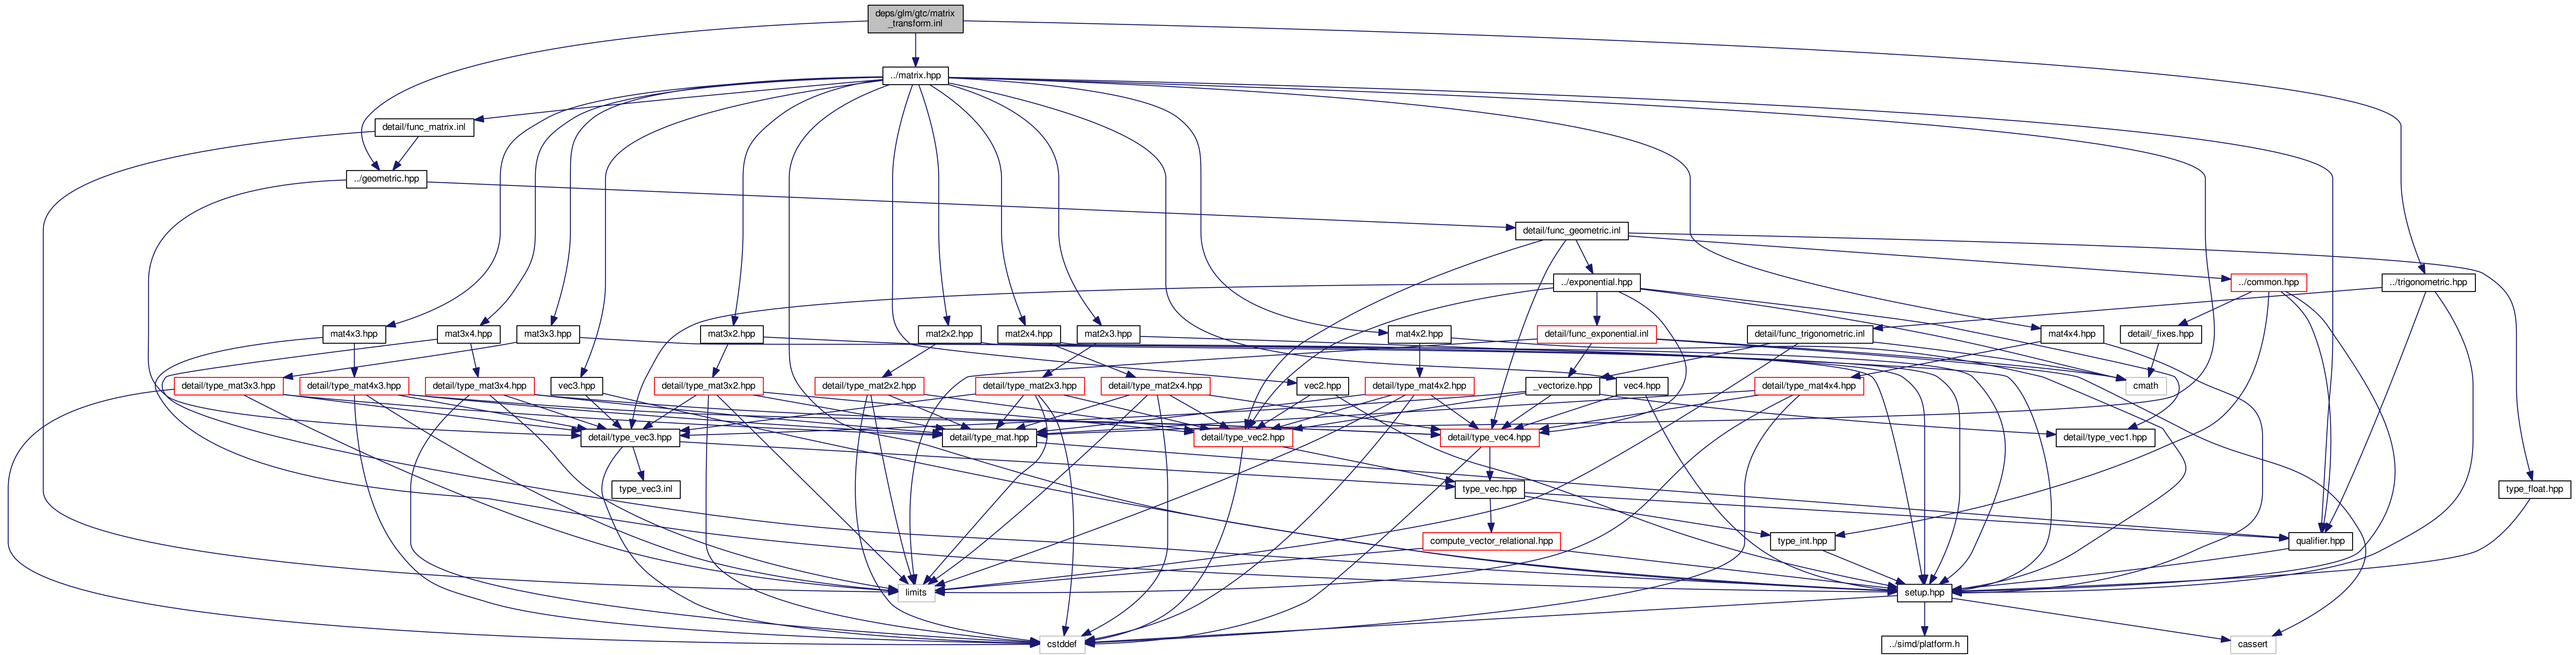 deps/glm/gtc/matrix
_transform.inl
../matrix.hpp
detail/func_matrix.inl
../geometric.hpp
detail/func_geometric.inl
../exponential.hpp
../common.hpp
../trigonometric.hpp
mat4x3.hpp
mat3x4.hpp
mat3x3.hpp
mat3x2.hpp
mat2x2.hpp
mat2x4.hpp
mat2x3.hpp
mat4x2.hpp
detail/func_exponential.inl
detail/func_trigonometric.inl
mat4x4.hpp
detail/_fixes.hpp
detail/type_mat3x3.hpp
detail/type_mat4x3.hpp
detail/type_mat3x4.hpp
vec3.hpp
detail/type_mat3x2.hpp
detail/type_mat2x2.hpp
detail/type_mat2x3.hpp
detail/type_mat2x4.hpp
vec2.hpp
detail/type_mat4x2.hpp
_vectorize.hpp
vec4.hpp
detail/type_mat4x4.hpp
cmath
detail/type_vec3.hpp
detail/type_mat.hpp
detail/type_vec2.hpp
detail/type_vec4.hpp
detail/type_vec1.hpp
type_vec3.inl
type_vec.hpp
type_float.hpp
compute_vector_relational.hpp
type_int.hpp
qualifier.hpp
limits
setup.hpp
cstddef
../simd/platform.h
cassert